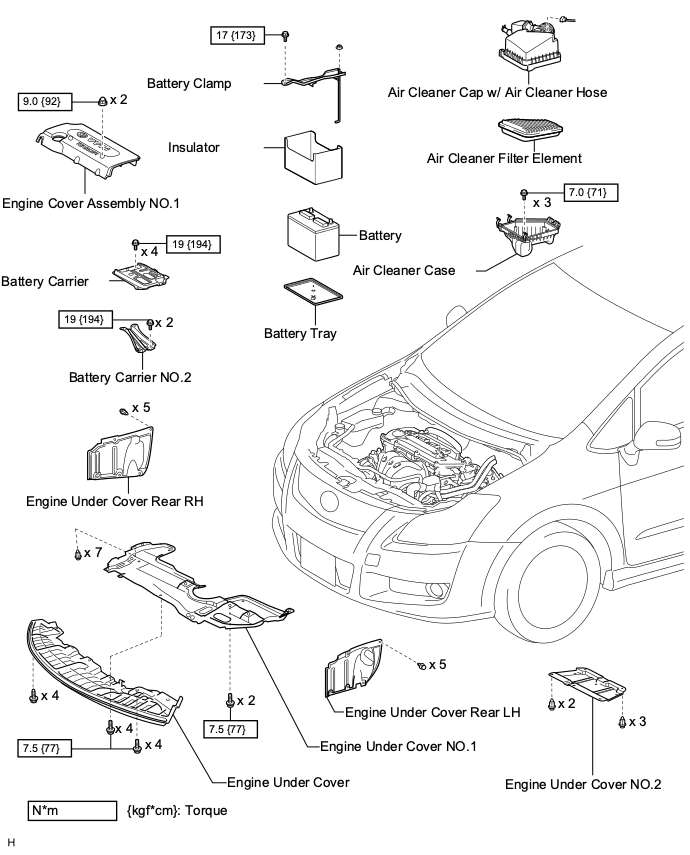 17 {173}
Battery Clamp
Air Cleaner Cap w/ Air Cleaner Hose
9.0 {92}
x 2
Insulator
Air Cleaner Filter Element
Engine Cover Assembly NO.1
x 3
7.0 {71}
19 {194}
x 4
Battery
Battery Carrier
Air Cleaner Case
19 {194}
x 2
Battery Tray
Battery Carrier NO.2
x 5
Engine Under Cover Rear RH
x 7
x 5
x 4
x 2
x 2
Engine Under Cover Rear LH
x 3
x 4
7.5 {77}
7.5 {77}
x 4
Engine Under Cover NO.1
Engine Under Cover
Engine Under Cover NO.2
N*m
{kgf*cm}: Torque
H